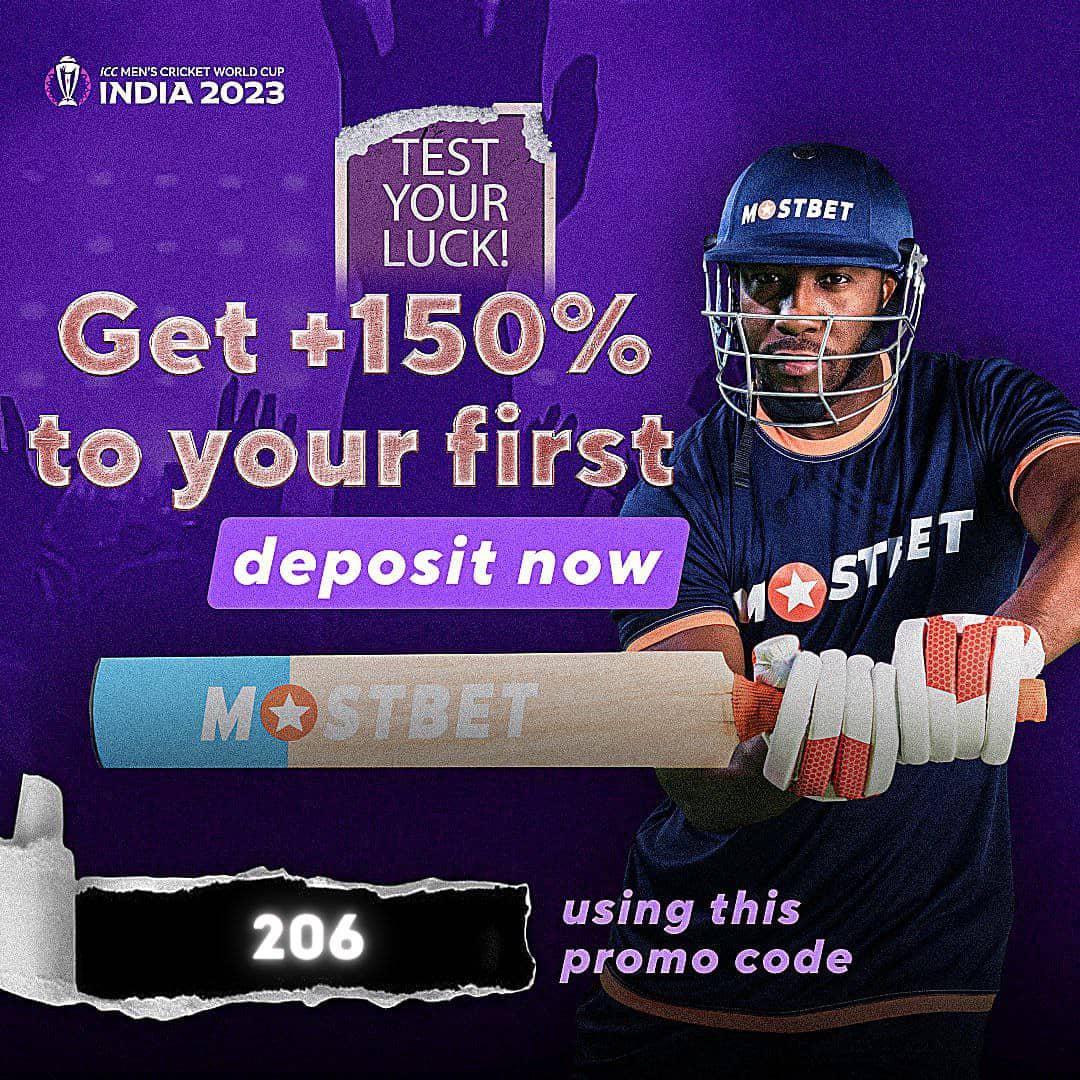 ICC MEN'S CRICKET WORLD CUP
INDIA 2023
TEST
YOUR
LUCK!
Get +150%
to your first
deposit now
MOSTBET
MOSTBET
MOSTBET
206
using this
promo code